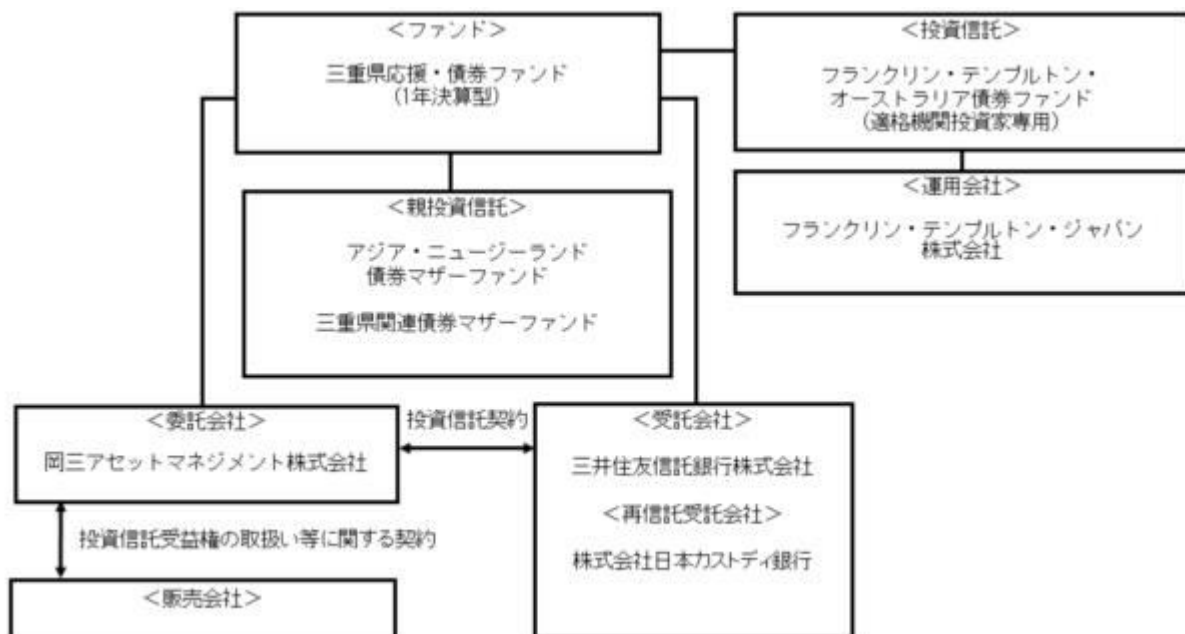 ＜ファンド＞
三重県応援・債券ファンド
(1年決算型)
＜投資信託＞
フランクリン・テンプルトン・
オーストラリア債券ファンド
(適格機関投資家専用)
＜運用会社＞
フランクリン・テンプルトン・ジャパン
株式会社
＜親投資信託＞
アジア・ニュージーランド
債券マザーファンド
三重県関連債券マザーファンド
＜委託会社＞
岡三アセットマネジメント株式会社
投資信託契約
＜受託会社＞
三井住友信託銀行株式会社
＜再信託受託会社＞
株式会社日本カストディ銀行
投資信託受益権の取扱い等に関する契約
＜販売会社＞